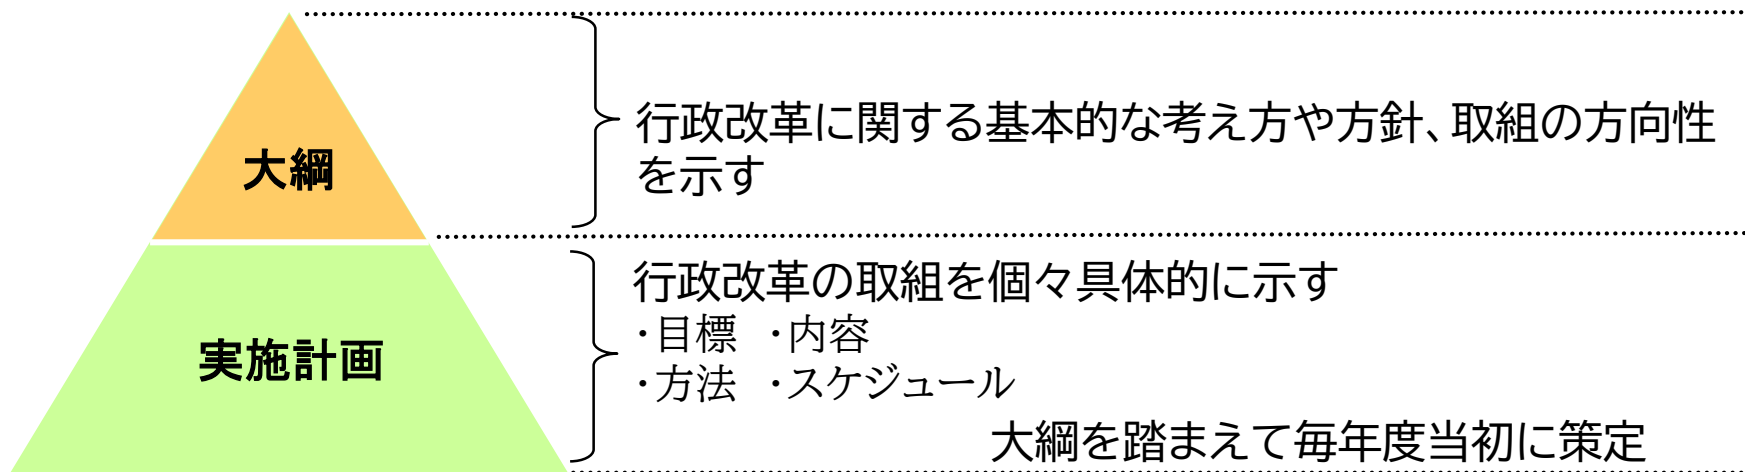 大綱
行政改革に関する基本的な考え方や方針、取組の方向性
を示す
実施計画
行政改革の取組を個々具体的に示す
・目標 ・内容
・方法 ・スケジュール
大綱を踏まえて毎年度当初に策定